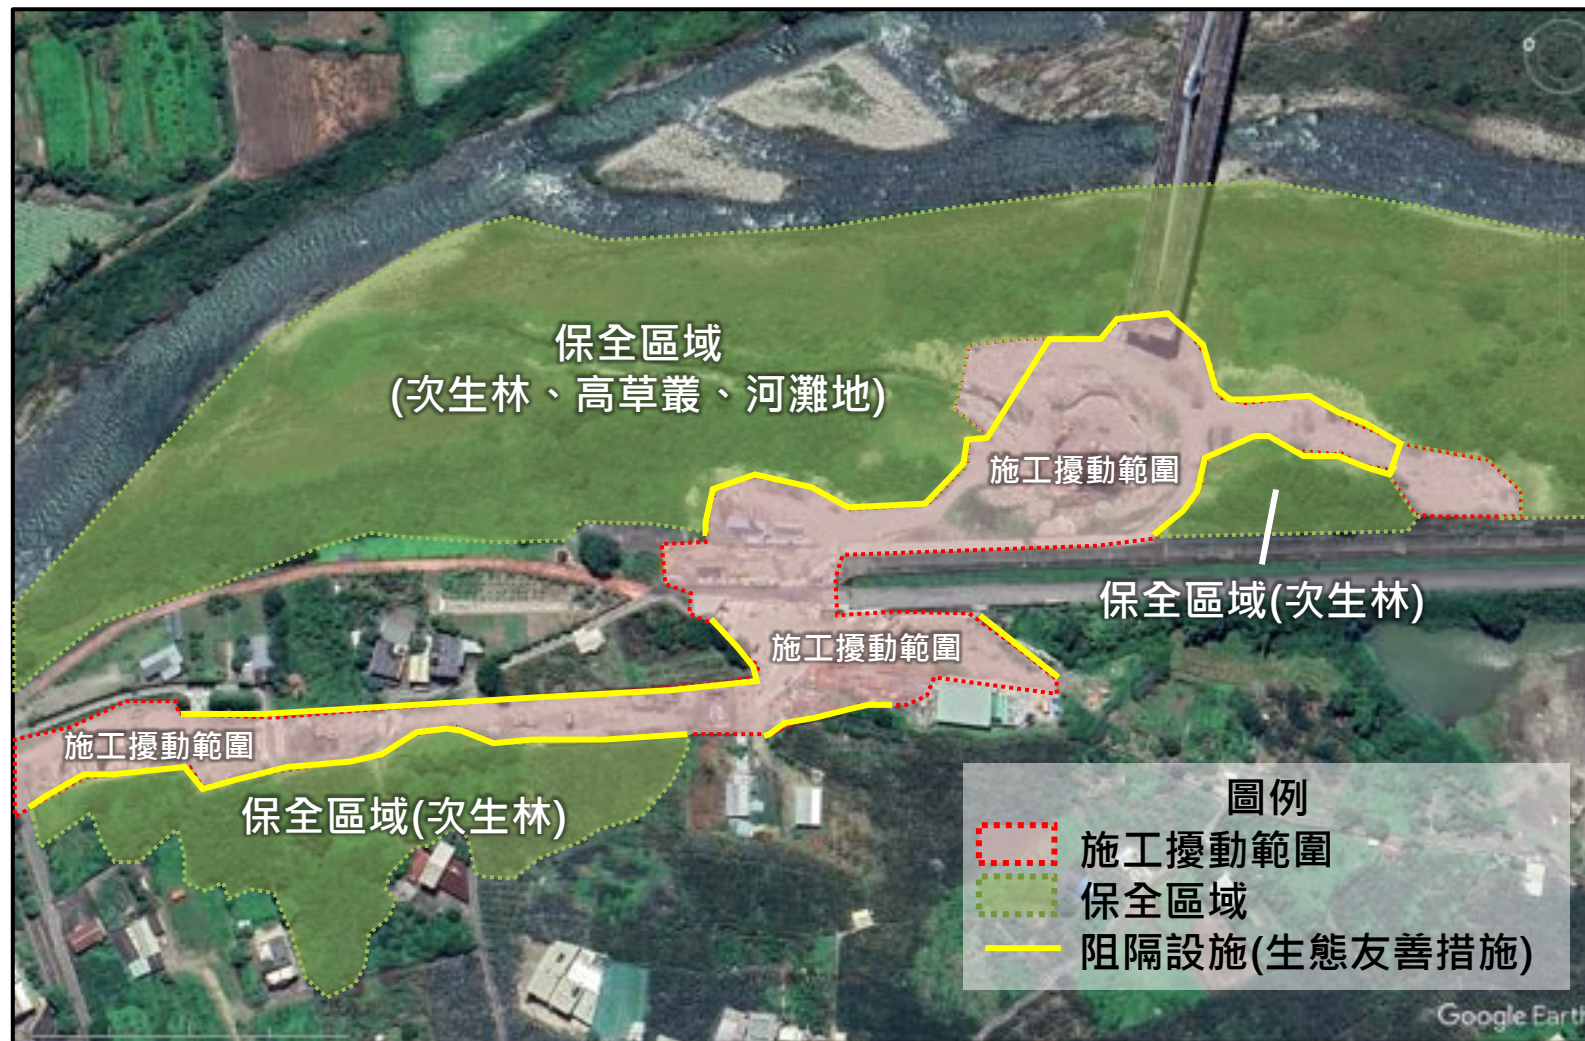 保全區域
(次生林、高草叢、河灘地)
施工擾動範圍
保全區域(次生林)
施工擾動範圍
施工擾動範圍
保全區域(次生林)
圖例
施工擾動範圍
保全區域
阻隔設施(生態友善措施)
Google Earth